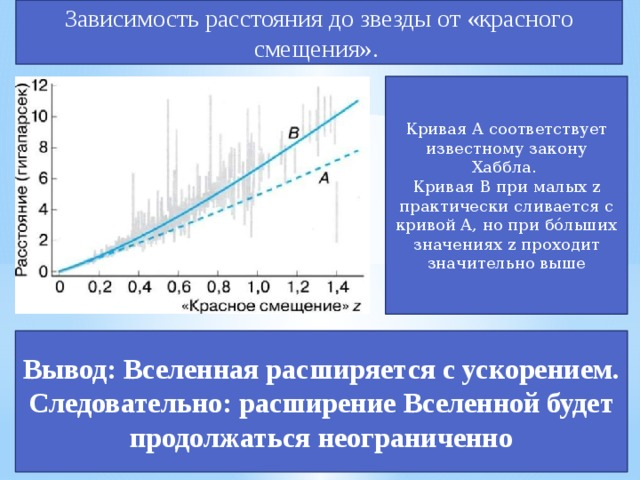 Зависимость расстояния до звезды от «красного
смещения».
12
10
8
6
4
2
0
Расстояние (гигапарсек)
B
A
0 0,2 0,4 0,6 0,8 1,0 1,2 1,4
«Красное смещение» z
Кривая А соответствует
известному закону
Хаббла.
Кривая В при малых z
практически сливается с
кривой А, но при бо́льших
значениях z проходит
значительно выше
Вывод: Вселенная расширяется с ускорением.
Следовательно: расширение Вселенной будет
продолжаться неограниченно